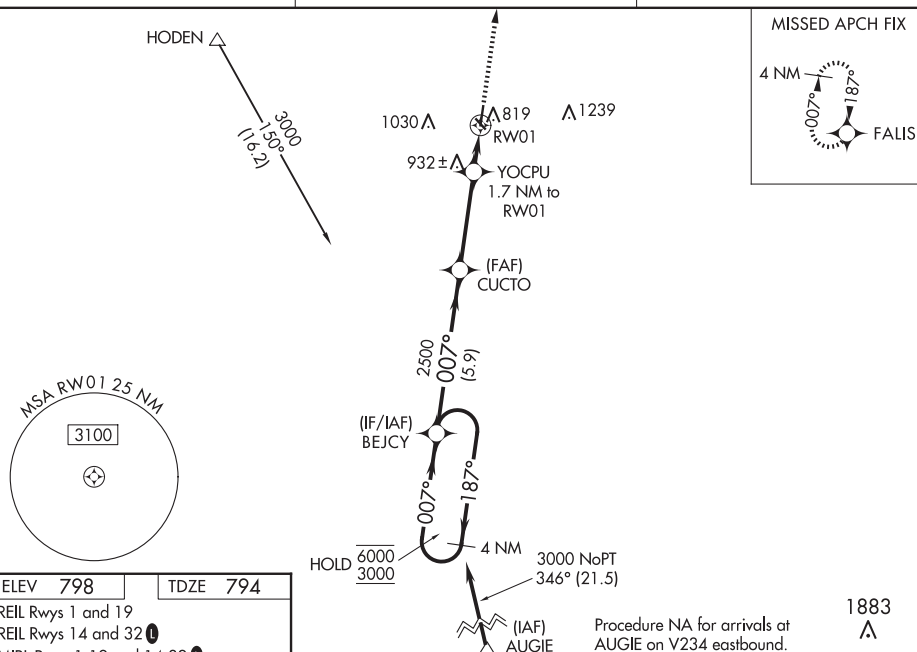 MISSED APCH FIX
4 NM
007°
187°
FALIS
HODEN
3000
150°
(16.2)
1030
819
RW01
1239
932±
YOCPU
1.7 NM to
RW01
(FAF)
CUCTO
2500
007°
(5.9)
MSA RW01 25 NM
3100
(IF/IAF)
BEJCY
007°
187°
4 NM
HOLD
6000
3000
3000 NoPT
346° (21.5)
(IAF)
AUGIE
Procedure NA for arrivals at
AUGIE on V234 eastbound.
1883
ELEV 798
TDZE 794
REIL Rwys 1 and 19
REIL Rwys 14 and 32 L